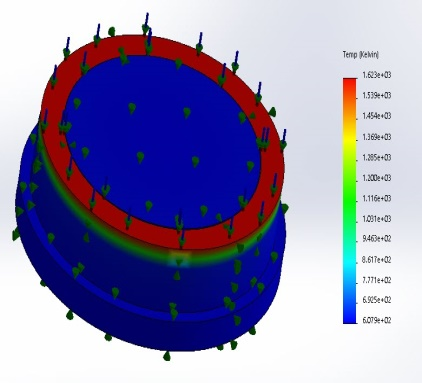 Temp (Kelvin)
1.623e+03
1.539e+03
1.454e+03
1.369e+03
1.285e+03
1.200e+03
1.116e+03
1.031e+03
9.463e+02
8.617e+02
7.771e+02
6.925e+02
6.079e+02